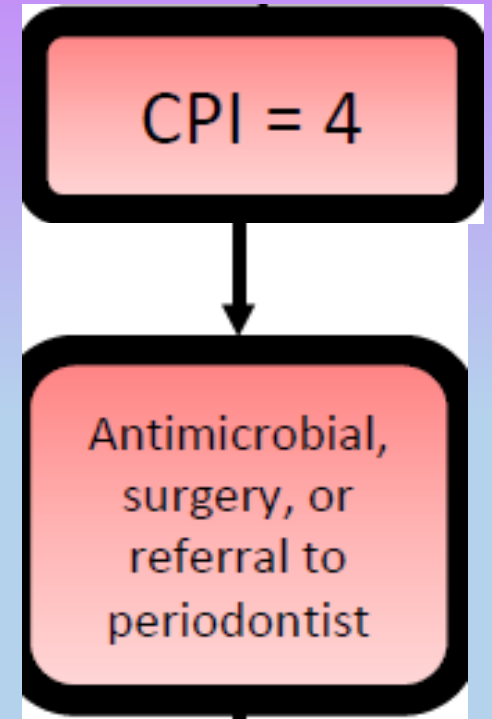 CPI = 4
Antimicrobial,
surgery, or
referral to
periodontist